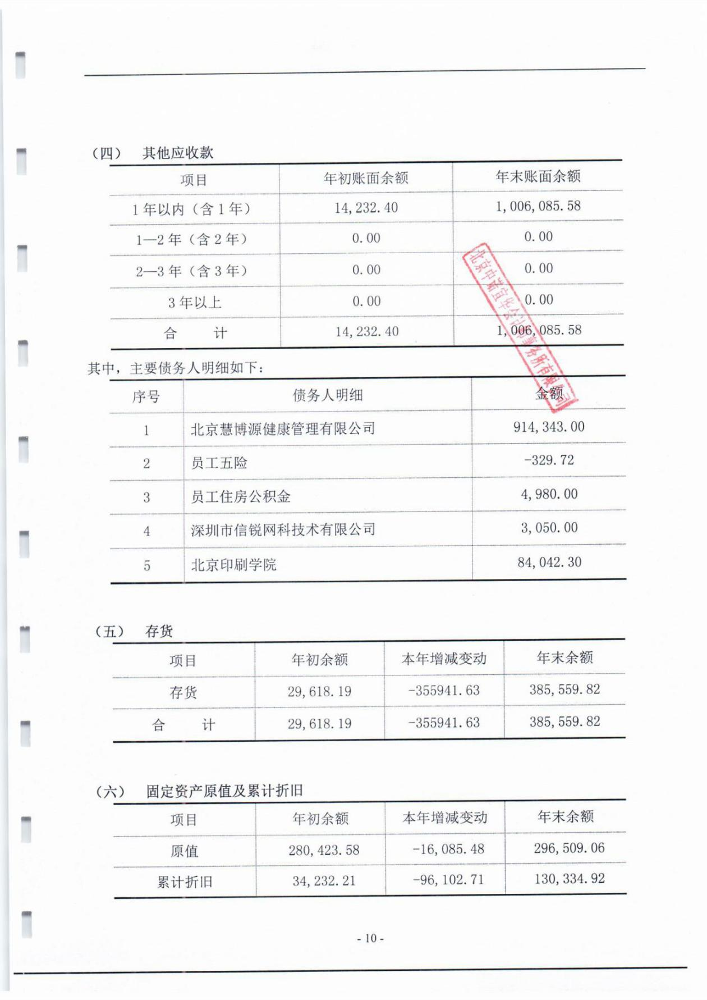 （四） 其他应收款
项目 年初账面余额 年末账面余额
1年以内（含1年） 14,232.40 1,006,085.58
1—2年（含2年） 0.00 0.00
2—3年（含3年） 0.00 0.00
3年以上 0.00 0.00
合 计 14,232.40 1,006,085.58
其中，主要债务人明细如下：
序号 债务人明细 金额
1 北京慧博源健康管理有限公司 914,343.00
2 员工五险 -329.72
3 员工住房公积金 4,980.00
4 深圳市信锐网科技术有限公司 3,050.00
5 北京印刷学院 84,042.30
（五） 存货
项目 年初余额 本年增减变动 年末余额
存货 29,618.19 -355941.63 385,559.82
合 计 29,618.19 -355941.63 385,559.82
（六） 固定资产原值及累计折旧
项目 年初余额 本年增减变动 年末余额
原值 280,423.58 -16,085.48 296,509.06
累计折旧 34,232.21 -96,102.71 130,334.92
- 10 -